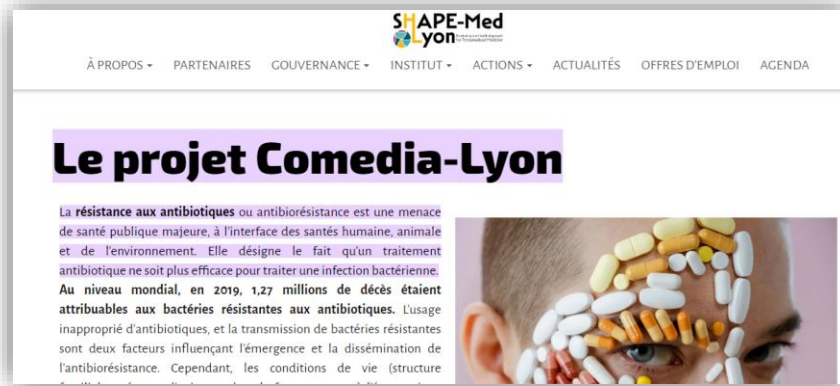 SHAPE-Med
Lyon
À PROPOS PARTENAIRES GOUVERNANCE INSTITUT ACTIONS ACTUALITÉS OFFRES D'EMPLOI AGENDA
Le projet Comedia-Lyon
La résistance aux antibiotiques ou antibiorésistance est une menace
de santé publique majeure, à l'interface des santés humaine, animale
et de l'environnement. Elle désigne le fait qu'un traitement
antibiotique ne soit plus efficace pour traiter une infection bactérienne.
Au niveau mondial, en 2019, 1,27 millions de décès étaient
attribuables aux bactéries résistantes aux antibiotiques. L'usage
inapproprié d'antibiotiques, et la transmission de bactéries résistantes
sont deux facteurs influençant l'émergence et la dissémination de
l'antibiorésistance. Cependant, les conditions de vie (structure